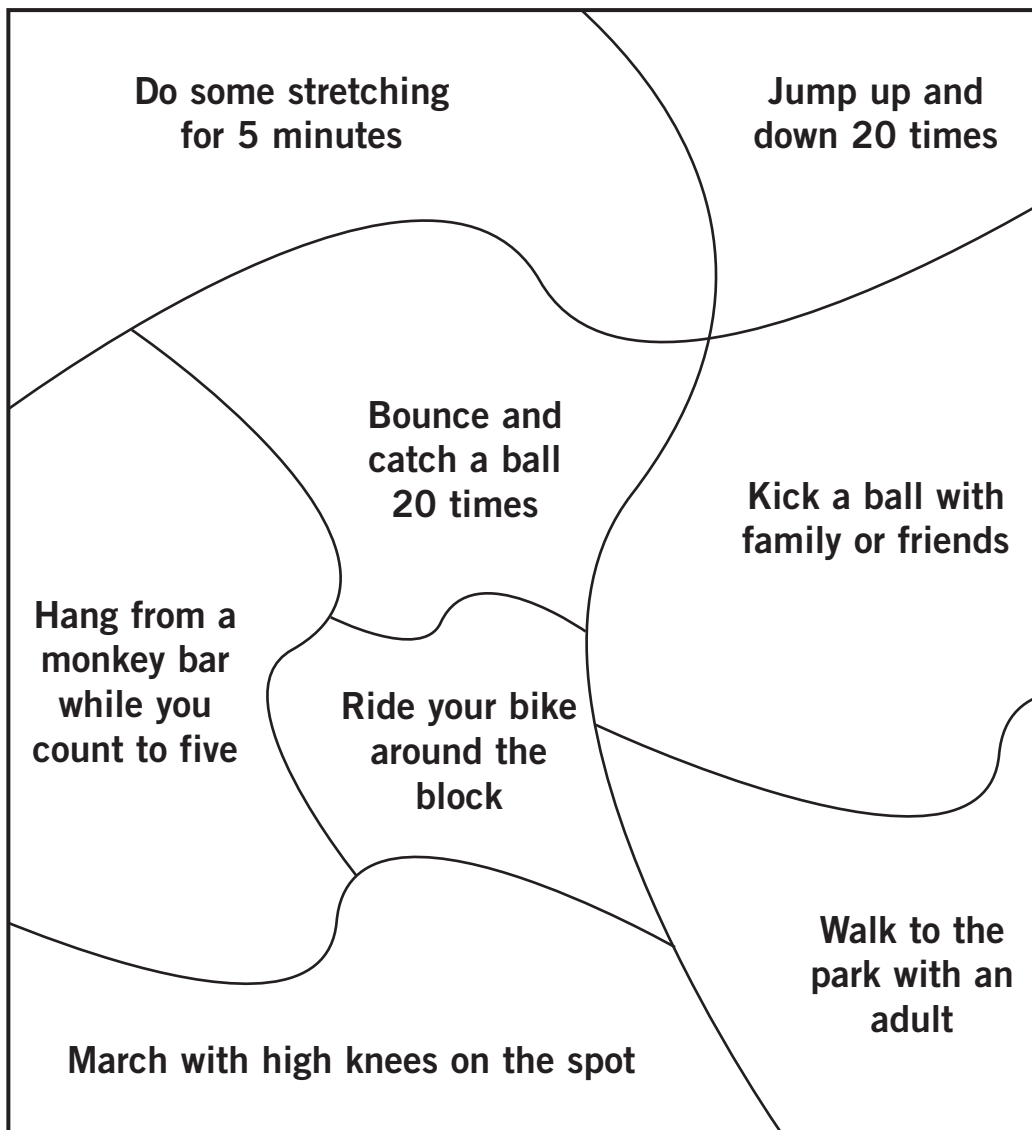 Do some stretching
for 5 minutes
Jump up and
down 20 times
Bounce and
catch a ball
20 times
Kick a ball with
family or friends
Hang from a
monkey bar
while you
count to five
Ride your bike
around the
block
Walk to the
park with an
adult
March with high knees on the spot